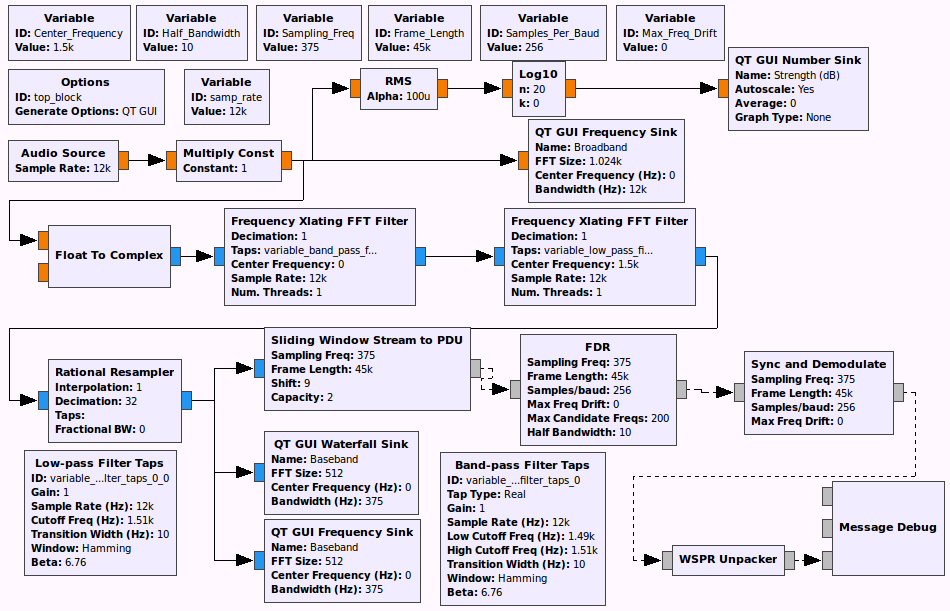 Variable
ID: Center_Frequency
Value: 1.5k
Variable
ID: Half_Bandwidth
Value: 10
Variable
ID: Sampling_Freq
Value: 375
Variable
ID: Frame_Length
Value: 45k
Variable
ID: Samples_Per_Baud
Value: 256
Variable
ID: Max_Freq_Drift
Value: 0
Options
ID: top_block
Generate Options: QT GUI
Variable
ID: samp_rate
Value: 12k
RMS
Alpha: 100u
Log10
n: 20
k: 0
QT GUI Number Sink
Name: Strength (dB)
Autoscale: Yes
Average: 0
Graph Type: None
Audio Source
Sample Rate: 12k
Multiply Const
Constant: 1
QT GUI Frequency Sink
Name: Broadband
FFT Size: 1.024k
Center Frequency (Hz): 0
Bandwidth (Hz): 12k
Float To Complex
Frequency Xlating FFT Filter
Decimation: 1
Taps: variable_band_pass_f...
Center Frequency: 0
Sample Rate: 12k
Num. Threads: 1
Frequency Xlating FFT Filter
Decimation: 1
Taps: variable_low_pass_fi...
Center Frequency: 1.5k
Sample Rate: 12k
Num. Threads: 1
Rational Resampler
Interpolation: 1
Decimation: 32
Taps:
Fractional BW: 0
Sliding Window Stream to PDU
Sampling Freq: 375
Frame Length: 45k
Shift: 9
Capacity: 2
FDR
Sampling Freq: 375
Frame Length: 45k
Samples/baud: 256
Max Freq Drift: 0
Max Candidate Freqs: 200
Half Bandwidth: 10
Sync and Demodulate
Sampling Freq: 375
Frame Length: 45k
Samples/baud: 256
Max Freq Drift: 0
Low-pass Filter Taps
ID: variable_...lter_taps_0_0
Gain: 1
Sample Rate (Hz): 12k
Cutoff Freq (Hz): 1.51k
Transition Width (Hz): 10
Window: Hamming
Beta: 6.76
QT GUI Waterfall Sink
Name: Baseband
FFT Size: 512
Center Frequency (Hz): 0
Bandwidth (Hz): 375
QT GUI Frequency Sink
Name: Baseband
FFT Size: 512
Center Frequency (Hz): 0
Bandwidth (Hz): 375
Band-pass Filter Taps
ID: variable_...filter_taps_0
Tap Type: Real
Gain: 1
Sample Rate (Hz): 12k
Low Cutoff Freq (Hz): 1.49k
High Cutoff Freq (Hz): 1.51k
Transition Width (Hz): 10
Window: Hamming
Beta: 6.76
WSPR Unpacker
Message Debug